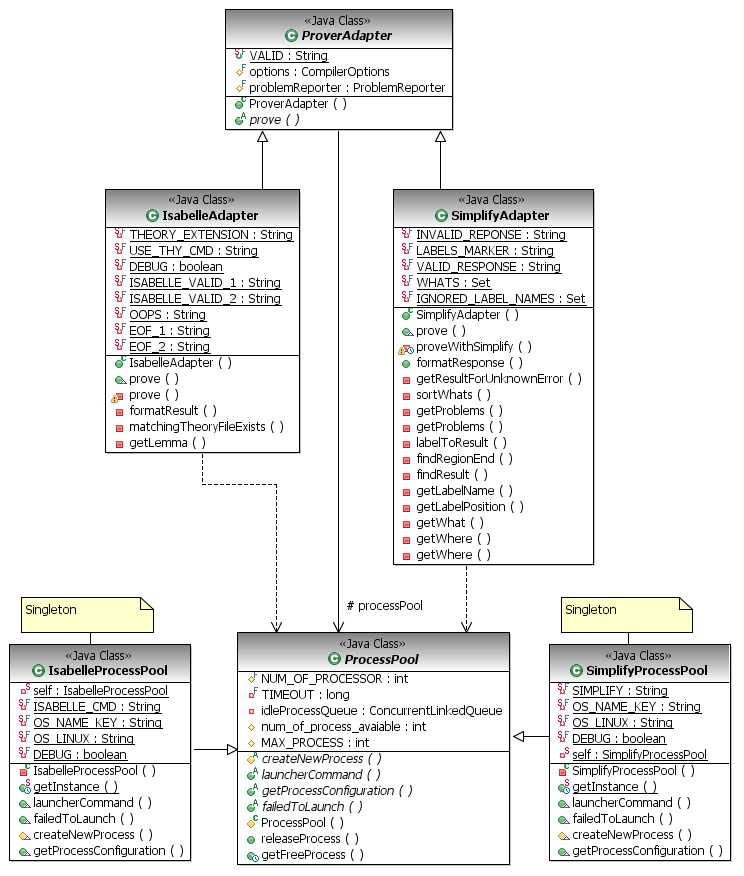 «Java Class»
ProverAdapter
VALID : String
options : CompilerOptions
problemReporter : ProblemReporter
ProverAdapter ( )
prove ( )
«Java Class»
IsabelleAdapter
THEORY_EXTENSION : String
USE_THY_CMD : String
DEBUG : boolean
ISABELLE_VALID_1 : String
ISABELLE_VALID_2 : String
OOPS : String
EOF_1 : String
EOF_2 : String
IsabelleAdapter ( )
prove ( )
prove ( )
formatResult ( )
matchingTheoryFileExists ( )
getLemma ( )
«Java Class»
SimplifyAdapter
INVALID_REPONSE : String
LABELS_MARKER : String
VALID_RESPONSE : String
WHATS : Set
IGNORED_LABEL_NAMES : Set
SimplifyAdapter ( )
prove ( )
proveWithSimplify ( )
formatResponse ( )
getResultForUnknownError ( )
sortWhats ( )
getProblems ( )
getProblems ( )
labelToResult ( )
findRegionEnd ( )
findResult ( )
getLabelName ( )
getLabelPosition ( )
getWhat ( )
getWhere ( )
getWhere ( )
# processPool
Singleton
«Java Class»
IsabelleProcessPool
self : IsabelleProcessPool
ISABELLE_CMD : String
OS_NAME_KEY : String
OS_LINUX : String
DEBUG : boolean
IsabelleProcessPool ( )
getInstance ( )
launcherCommand ( )
failedToLaunch ( )
createNewProcess ( )
getProcessConfiguration ( )
«Java Class»
ProcessPool
NUM_OF_PROCESSOR : int
TIMEOUT : long
idleProcessQueue : ConcurrentLinkedQueue
num_of_process_avaiable : int
MAX_PROCESS : int
createNewProcess ( )
launcherCommand ( )
getProcessConfiguration ( )
failedToLaunch ( )
ProcessPool ( )
releaseProcess ( )
getFreeProcess ( )
Singleton
«Java Class»
SimplifyProcessPool
SIMPLIFY : String
OS_NAME_KEY : String
OS_LINUX : String
DEBUG : boolean
self : SimplifyProcessPool
SimplifyProcessPool ( )
getInstance ( )
launcherCommand ( )
failedToLaunch ( )
createNewProcess ( )
getProcessConfiguration ( )